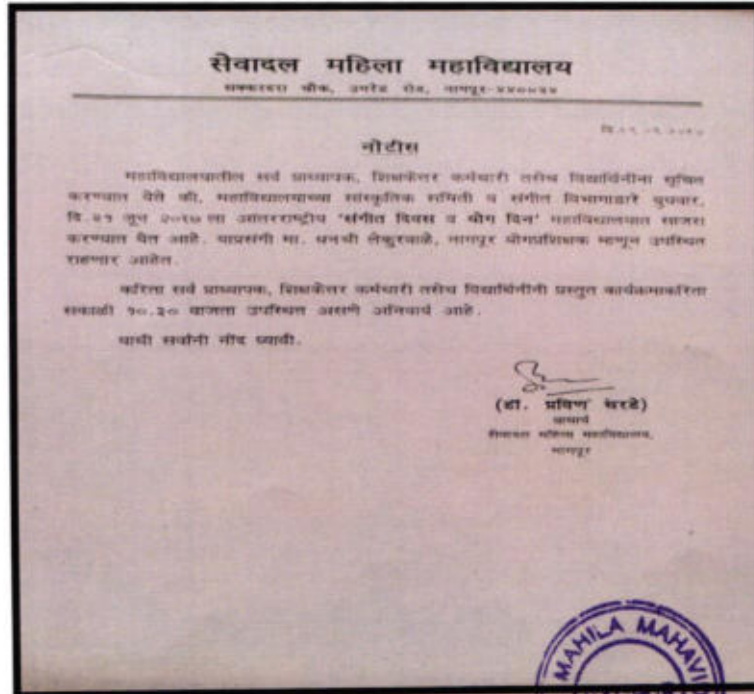 सेवादल महिला महाविद्यालय
सक्करदरा चौक, उमरेड रोड, नागपूर-४४००२४
नोटीस
महाविद्यालयातील सर्व प्राध्यापक, शिक्षकेत्तर कर्मचारी तसेच विद्यार्थिनींना सूचित
करण्यात येते की, महाविद्यालयाच्या सांस्कृतिक समिती व संगीत विभागाद्वारे बुधवार,
दि.२१ जून २०१७ ला आंतरराष्ट्रीय 'संगीत दिवस व योग दिन' महाविद्यालयात साजरा
करण्यात येत आहे. याप्रसंगी मा. धनश्री लेकुरवाळे, नागपूर योगप्रशिक्षक म्हणून उपस्थित
राहणार आहेत.
करिता सर्व प्राध्यापक, शिक्षकेत्तर कर्मचारी तसेच विद्यार्थिनींनी प्रस्तुत कार्यक्रमाकरिता
सकाळी १०.३० वाजता उपस्थित असणे अनिवार्य आहे.
याची सर्वांनी नोंद घ्यावी.
(डॉ. प्रविण चरडे)
प्राचार्य
सेवादल महिला महाविद्यालय,
नागपूर
MAHILA MAHAVI